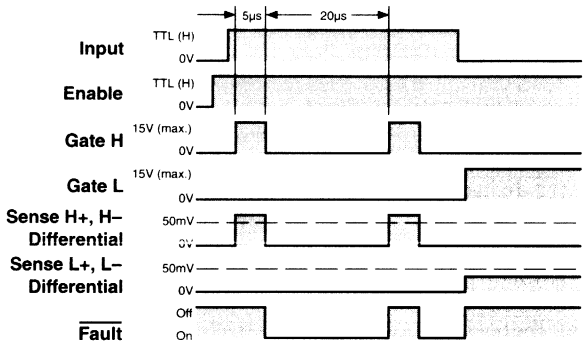 5µs 20µs
Input TTL (H)
0V
Enable TTL (H)
0V
Gate H 15V (max.)
0V
Gate L 15V (max.)
0V
Sense H+, H–
Differential
50mV
0V
Sense L+, L–
Differential
50mV
0V
Fault
Off
On